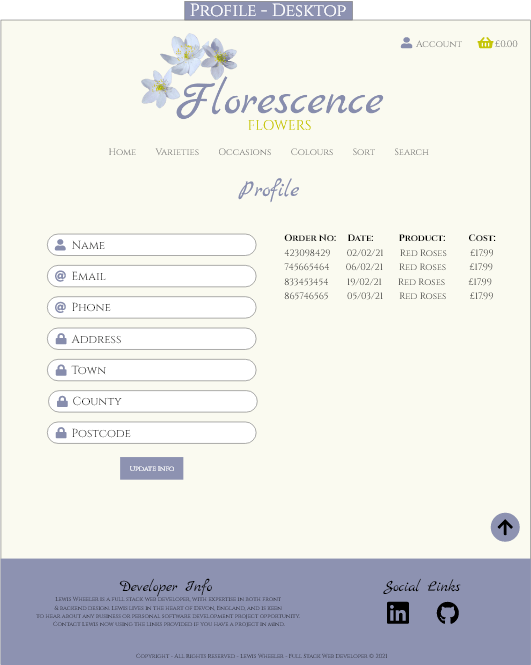 Profile - Desktop
Account £0.00
Florescence
FLOWERS
Home Varieties Occasions Colours Sort Search
Profile
Order No: Date: Product: Cost:
423098429 02/02/21 Red Roses £17.99
745665464 06/02/21 Red Roses £17.99
833453454 19/02/21 Red Roses £17.99
865746565 05/03/21 Red Roses £17.99
Name
@ Email
@ Phone
Address
Town
County
Postcode
Update Info
Developer Info
Lewis Wheeler is a full stack web developer, with expertise in both front
& backend design. Lewis lives in the heart of Devon, England, and is keen
to hear about any business or personal software development project opportunity.
Contact Lewis now using the links provided if you have a project in mind.
Social Links
Copyright - All Rights Reserved - Lewis Wheeler - Full Stack Web Developer © 2021